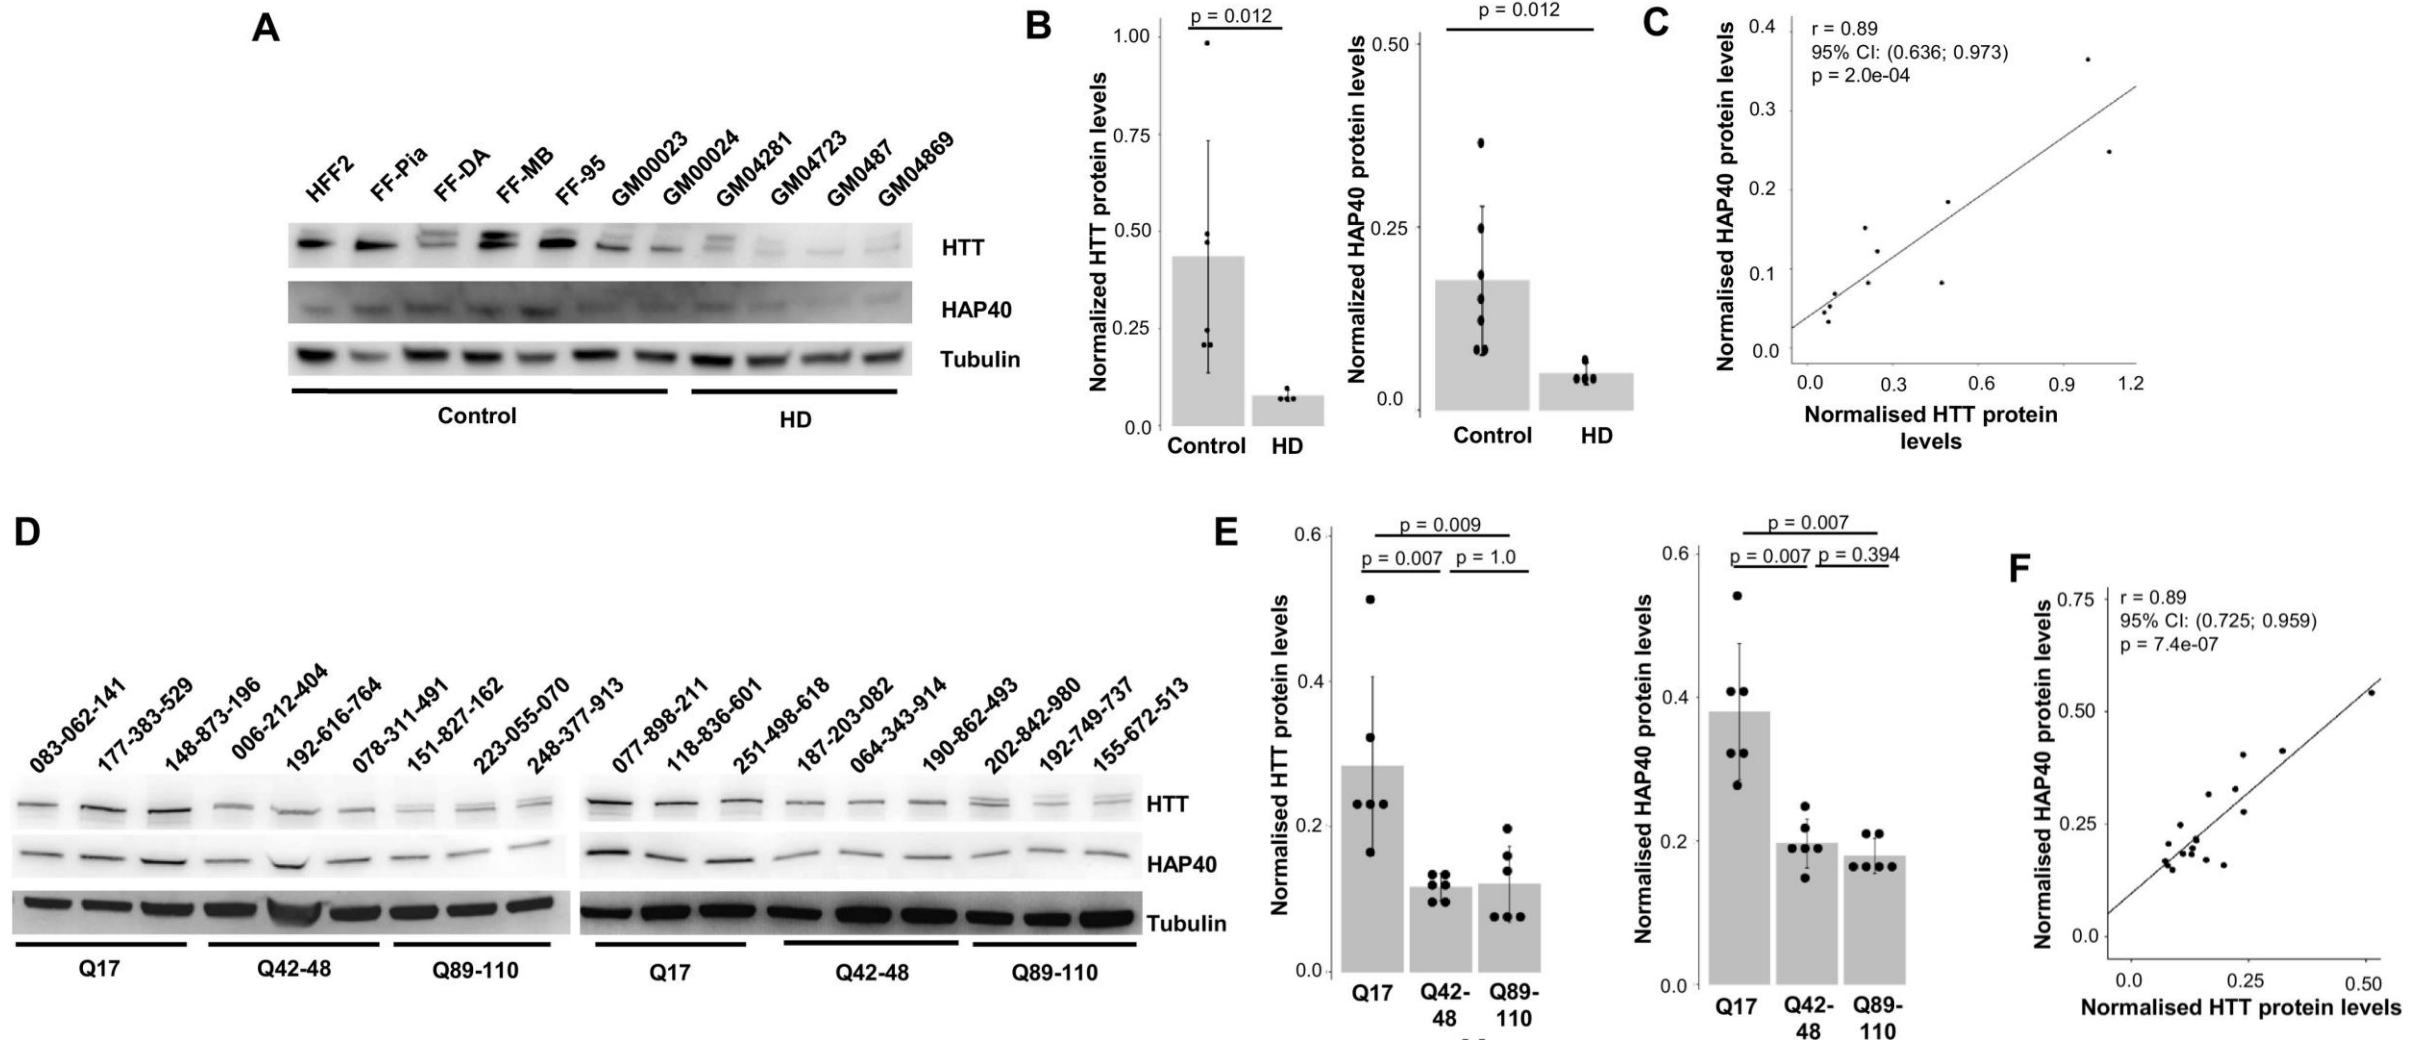 A
HFF2
FF-Pia
FF-DA
FF-MB
FF-95
GM00023
GM00024
GM04281
GM04723
GM0487
GM04869
HTT
HAP40
Tubulin
Control
HD
B
p = 0.012
Normalized HTT protein levels
1.00
0.75
0.50
0.25
0.0
Control
HD
p = 0.012
Normalized HAP40 protein levels
0.50
0.25
0.0
Control
HD
C
r = 0.89
95% CI: (0.636; 0.973)
p = 2.0e-04
Normalised HAP40 protein levels
0.4
0.3
0.2
0.1
0.0
0.0
0.3
0.6
0.9
1.2
Normalised HTT protein
levels
D
083-062-141
177-383-529
148-873-196
006-212-404
192-616-764
078-311-491
151-827-162
223-055-070
248-377-913
077-898-211
118-836-601
251-498-618
187-203-082
064-343-914
190-862-493
202-842-980
192-749-737
155-672-513
HTT
HAP40
Tubulin
Q17
Q42-48
Q89-110
Q17
Q42-48
Q89-110
E
p = 0.009
p = 0.007
p = 1.0
Normalised HTT protein levels
0.6
0.4
0.2
0.0
Q17
Q42-
48
Q89-
110
p = 0.007
p = 0.007
p = 0.394
Normalised HAP40 protein levels
0.6
0.4
0.2
0.0
Q17
Q42-
48
Q89-
110
F
r = 0.89
95% CI: (0.725; 0.959)
p = 7.4e-07
Normalised HAP40 protein levels
0.75
0.50
0.25
0.0
0.0
0.25
0.50
Normalised HTT protein levels